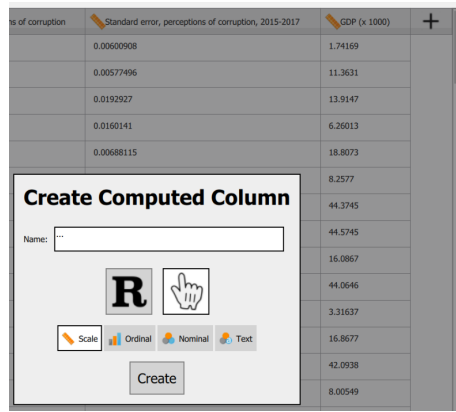 ns of corruption Standard error, perceptions of corruption, 2015-2017 GDP (x 1000) +
0.00600908 1.74169
0.00577496 11.3631
0.0192927 13.9147
0.0160141 6.26013
0.00688115 18.8073
8.2577
Create Computed Column
44.3745
Name: ...
44.5745
16.0867
R
44.0646
3.31637
Scale Ordinal Nominal Text
16.8677
Create
42.0938
8.00549